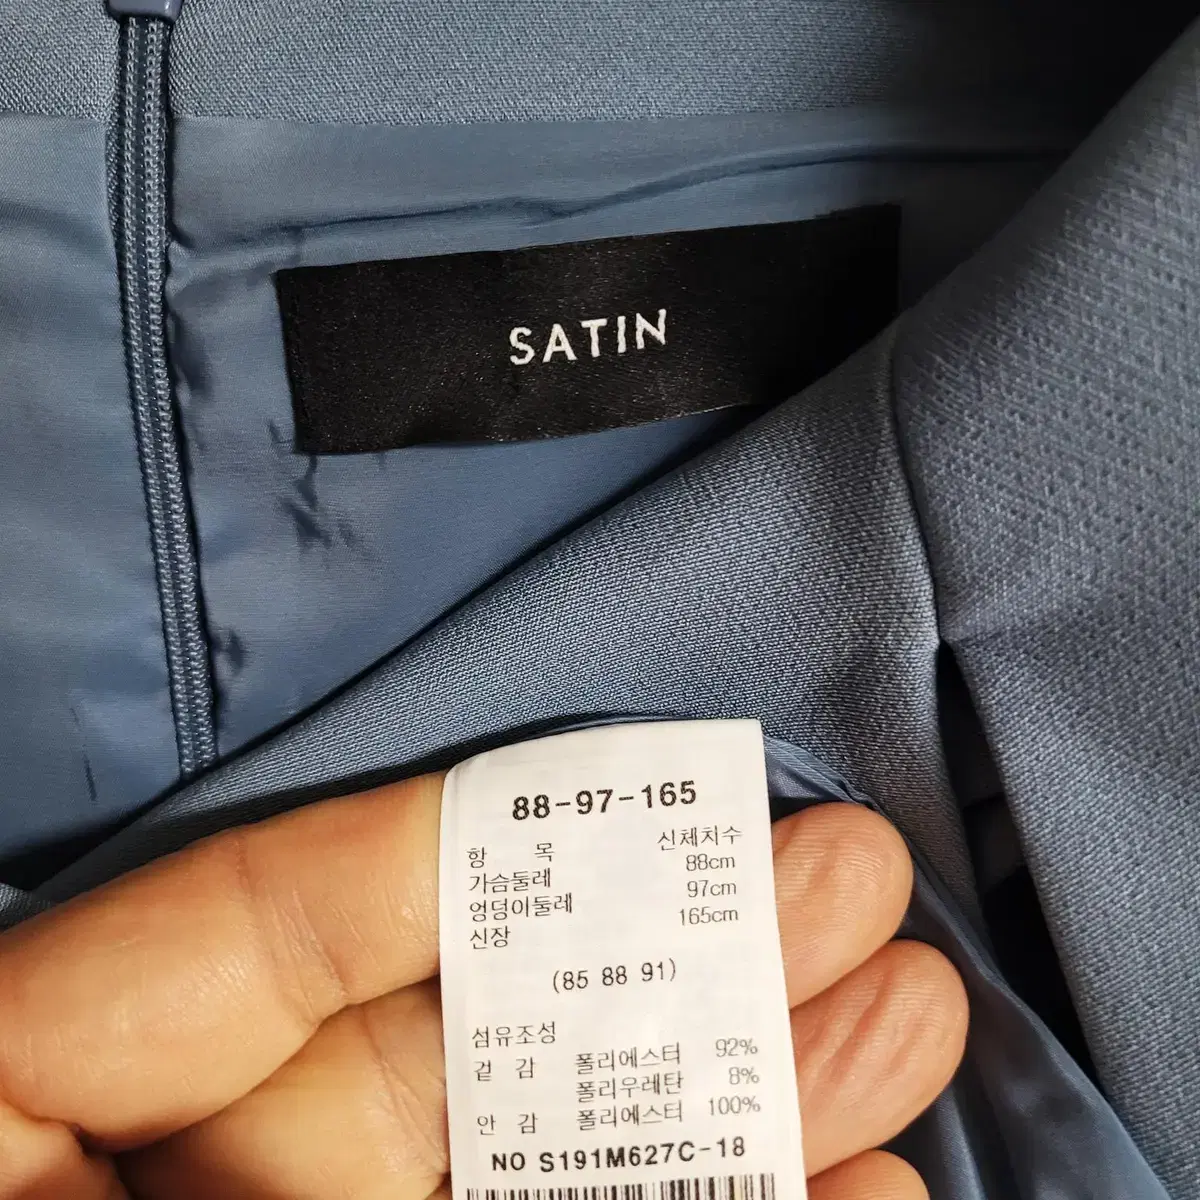 SATIN
88-97-165
항 목 신체치수
가슴둘레 88cm
엉덩이둘레 97cm
신장 165cm
(85 88 91)
섬유조성
겉 감 폴리에스터 92%
폴리우레탄 8%
안 감 폴리에스터 100%
NO S191M627C-18